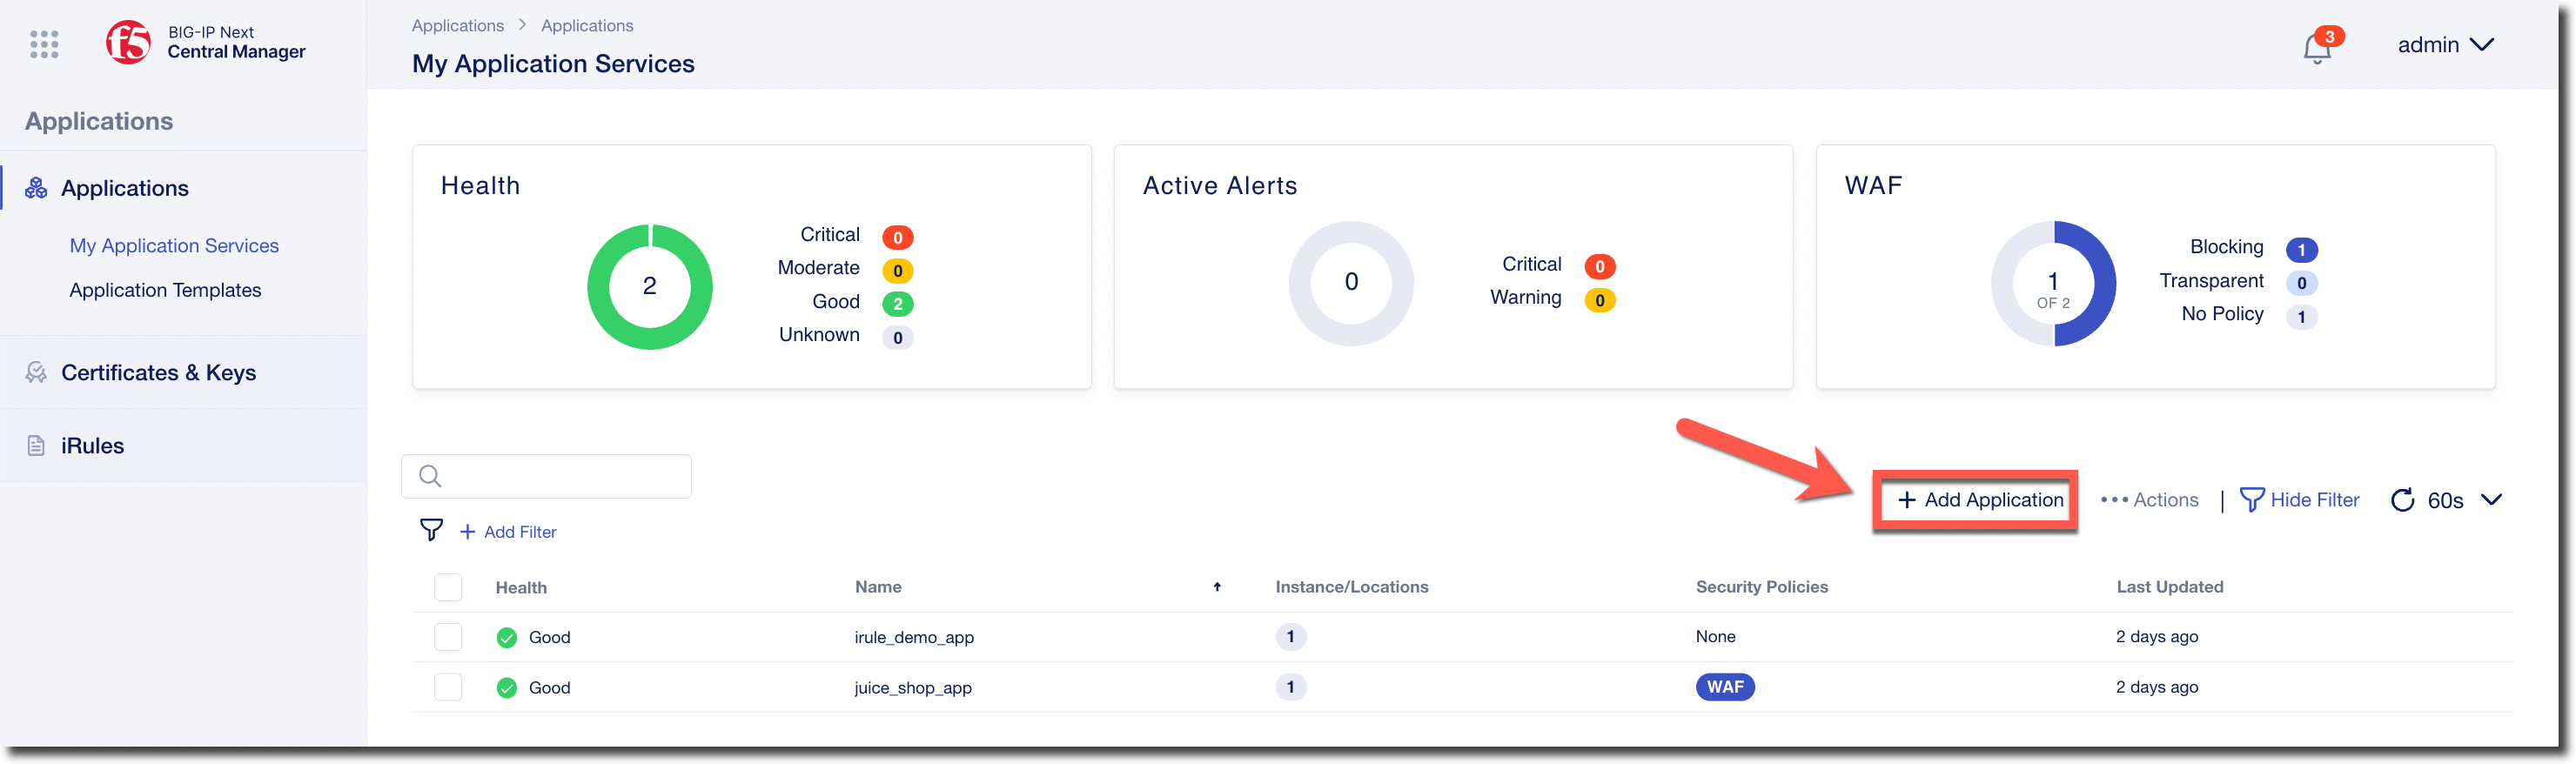 f5
BIG-IP Next
Central Manager
Applications > Applications
My Application Services
3
admin
Applications
Applications
My Application Services
Application Templates
Certificates & Keys
iRules
Health
2
Critical 0
Moderate 0
Good 2
Unknown 0
Active Alerts
0
Critical 0
Warning 0
WAF
1
OF 2
Blocking 1
Transparent 0
No Policy 1
+ Add Application
••• Actions | Hide Filter 60s
+ Add Filter
Health Name Instance/Locations Security Policies Last Updated
Good irule_demo_app 1 None 2 days ago
Good juice_shop_app 1 WAF 2 days ago